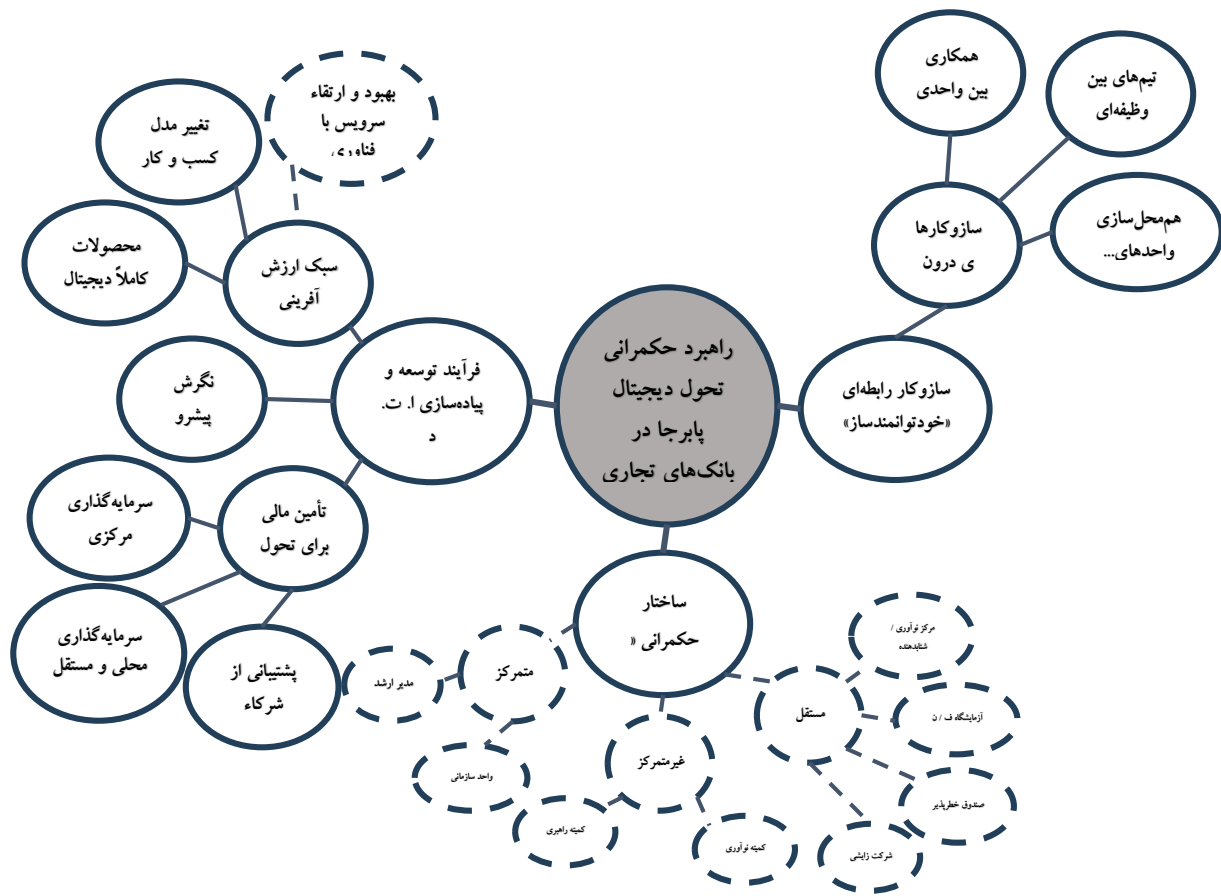 راهبرد حکمرانی
تحول دیجیتال
پابرجا در
بانک‌های تجاری
سازوکار رابطه‌ای
«خودتوانمندساز»
سازوکارها
ی درون
همکاری
بین واحدی
تیم‌های بین
وظیفه‌ای
هم‌محل‌سازی
واحدهای...
فرآیند توسعه و
پیاده‌سازی ا. ت.
د
سبک ارزش
آفرینی
بهبود و ارتقاء
سرویس با
فناوری
تغییر مدل
کسب و کار
محصولات
کاملاً دیجیتال
نگرش
پیشرو
تأمین مالی
برای تحول
سرمایه‌گذاری
مرکزی
سرمایه‌گذاری
محلی و مستقل
پشتیبانی از
شرکاء
ساختار
حکمرانی «
متمرکز
مدیر ارشد
واحد سازمانی
غیرمتمرکز
کمیته راهبری
کمیته نوآوری
مستقل
مرکز نوآوری /
شتابدهنده
آزمایشگاه ف / ن
صندوق خطرپذیر
شرکت زایشی